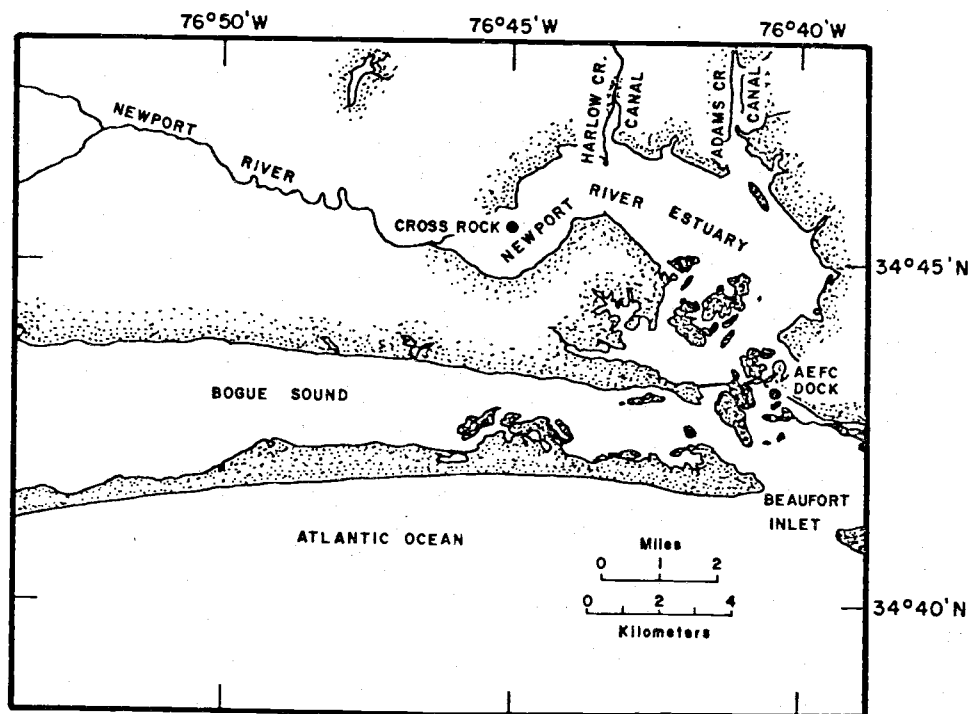 76°50'W
76°45'W
76°40'W
HARLOW CR.
CANAL
ADAMS CR.
CANAL
NEWPORT
RIVER
CROSS ROCK
NEWPORT RIVER ESTUARY
34°45'N
AEFC
DOCK
BOGUE SOUND
BEAUFORT
INLET
ATLANTIC OCEAN
Miles
0 1 2
0 2 4
Kilometers
34°40'N